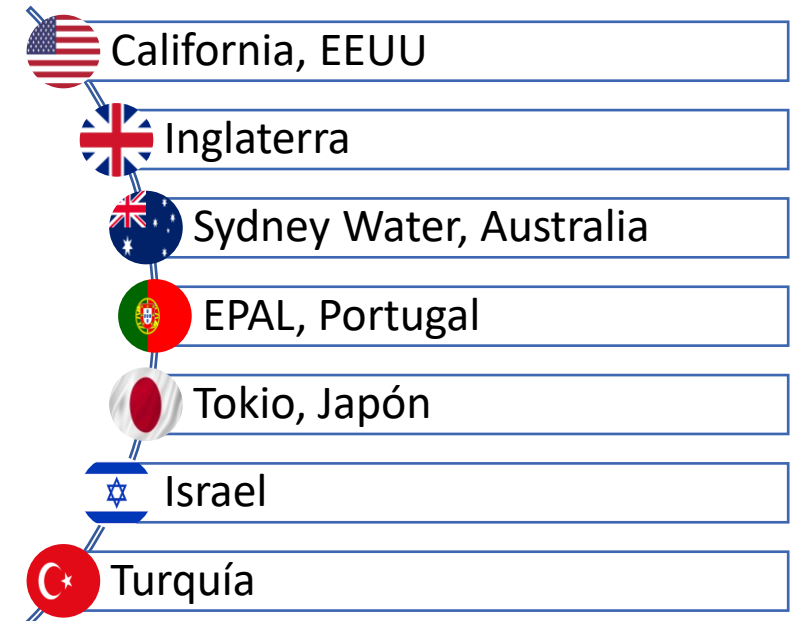 California, EEUU
Inglaterra
Sydney Water, Australia
EPAL, Portugal
Tokio, Japón
Israel
Turquía